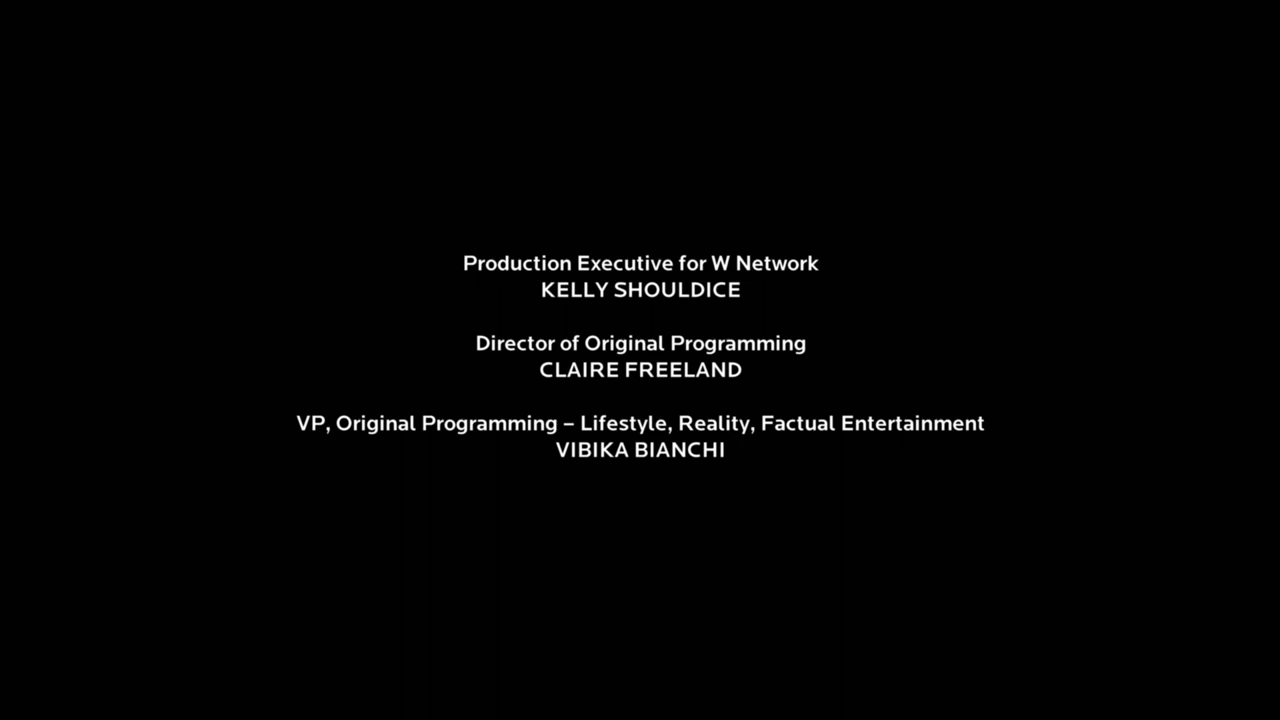 Production Executive for W Network
KELLY SHOULDICE
Director of Original Programming
CLAIRE FREELAND
VP, Original Programming – Lifestyle, Reality, Factual Entertainment
VIBIKA BIANCHI